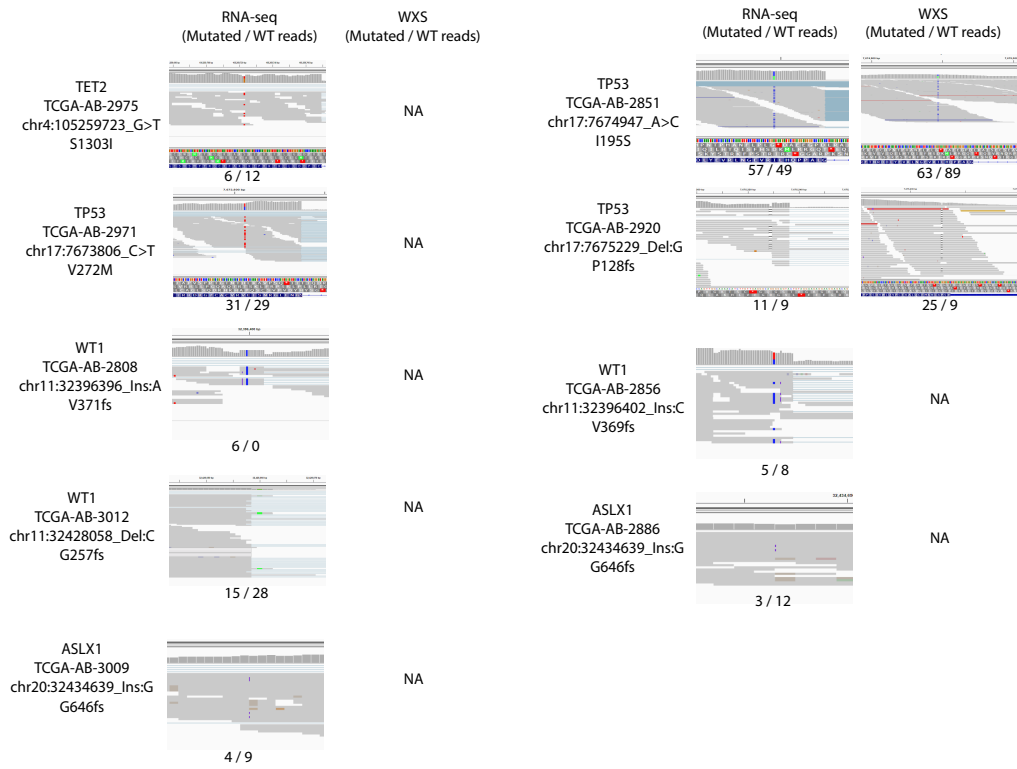 RNA-seq
(Mutated / WT reads)
WXS
(Mutated / WT reads)
TET2
TCGA-AB-2975
chr4:105259723_G>T
S1303I
6 / 12
NA
TP53
TCGA-AB-2971
chr17:7673806_C>T
V272M
31 / 29
NA
WT1
TCGA-AB-2808
chr11:32396396_Ins:A
V371fs
6 / 0
NA
WT1
TCGA-AB-3012
chr11:32428058_Del:C
G257fs
15 / 28
NA
ASLX1
TCGA-AB-3009
chr20:32434639_Ins:G
G646fs
4 / 9
NA
RNA-seq
(Mutated / WT reads)
WXS
(Mutated / WT reads)
TP53
TCGA-AB-2851
chr17:7674947_A>C
I195S
57 / 49
63 / 89
TP53
TCGA-AB-2920
chr17:7675229_Del:G
P128fs
11 / 9
25 / 9
WT1
TCGA-AB-2856
chr11:32396402_Ins:C
V369fs
5 / 8
NA
ASLX1
TCGA-AB-2886
chr20:32434639_Ins:G
G646fs
3 / 12
NA